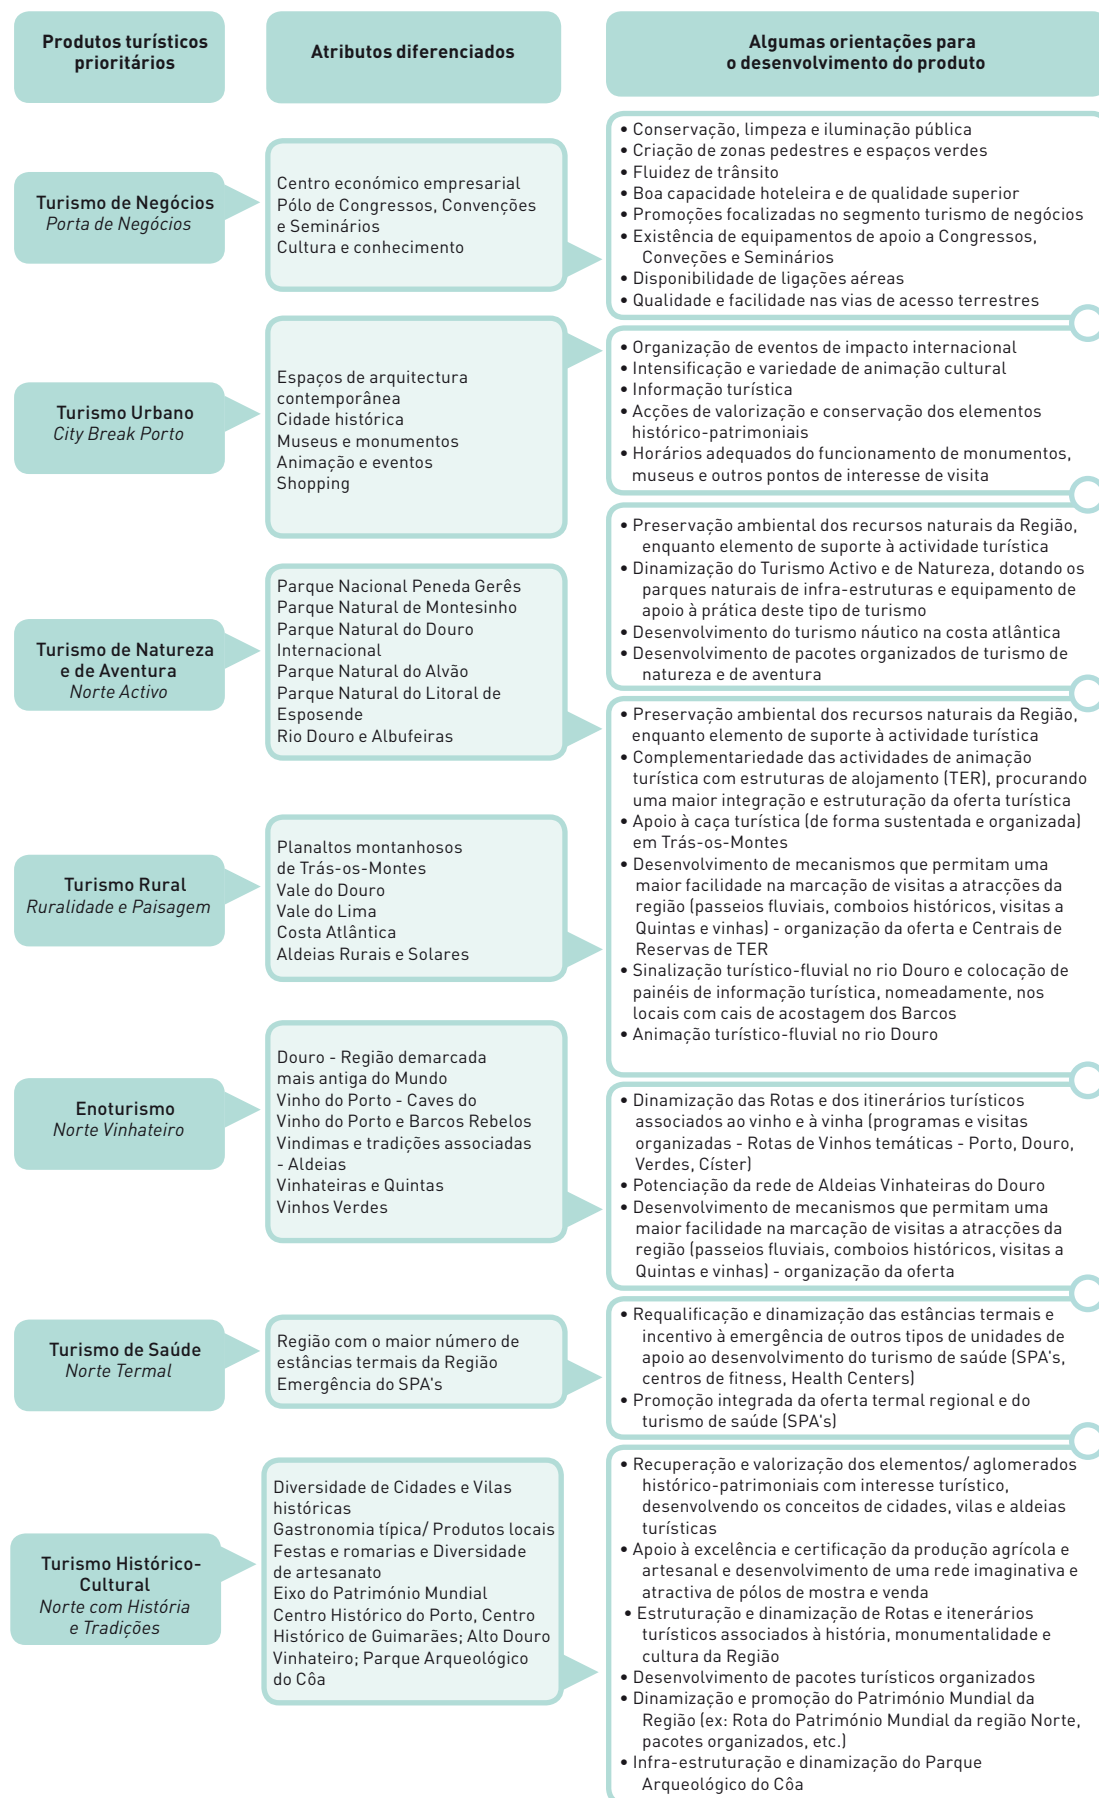 Produtos turísticos
prioritários
Atributos diferenciados
Algumas orientações para
o desenvolvimento do produto
Turismo de Negócios
Porta de Negócios
Centro económico empresarial
Pólo de Congressos, Convenções
e Seminários
Cultura e conhecimento
• Conservação, limpeza e iluminação pública
• Criação de zonas pedestres e espaços verdes
• Fluidez de trânsito
• Boa capacidade hoteleira e de qualidade superior
• Promoções focalizadas no segmento turismo de negócios
• Existência de equipamentos de apoio a Congressos,
Conveções e Seminários
• Disponibilidade de ligações aéreas
• Qualidade e facilidade nas vias de acesso terrestres
Turismo Urbano
City Break Porto
Espaços de arquitectura
contemporânea
Cidade histórica
Museus e monumentos
Animação e eventos
Shopping
• Organização de eventos de impacto internacional
• Intensificação e variedade de animação cultural
• Informação turística
• Acções de valorização e conservação dos elementos
histórico-patrimoniais
• Horários adequados do funcionamento de monumentos,
museus e outros pontos de interesse de visita
Turismo de Natureza
e de Aventura
Norte Activo
Parque Nacional Peneda Gerês
Parque Natural de Montesinho
Parque Natural do Douro
Internacional
Parque Natural do Alvão
Parque Natural do Litoral de
Esposende
Rio Douro e Albufeiras
• Preservação ambiental dos recursos naturais da Região,
enquanto elemento de suporte à actividade turística
• Dinamização do Turismo Activo e de Natureza, dotando os
parques naturais de infra-estruturas e equipamento de
apoio à prática deste tipo de turismo
• Desenvolvimento do turismo náutico na costa atlântica
• Desenvolvimento de pacotes organizados de turismo de
natureza e de aventura
Turismo Rural
Ruralidade e Paisagem
Planaltos montanhosos
de Trás-os-Montes
Vale do Douro
Vale do Lima
Costa Atlântica
Aldeias Rurais e Solares
• Preservação ambiental dos recursos naturais da Região,
enquanto elemento de suporte à actividade turística
• Complementariedade das actividades de animação
turística com estruturas de alojamento (TER), procurando
uma maior integração e estruturação da oferta turística
• Apoio à caça turística (de forma sustentada e organizada)
em Trás-os-Montes
• Desenvolvimento de mecanismos que permitam uma
maior facilidade na marcação de visitas a atracções da
região (passeios fluviais, comboios históricos, visitas a
Quintas e vinhas) - organização da oferta e Centrais de
Reservas de TER
• Sinalização turístico-fluvial no rio Douro e colocação de
painéis de informação turística, nomeadamente, nos
locais com cais de acostagem dos Barcos
• Animação turístico-fluvial no rio Douro
Enoturismo
Norte Vinhateiro
Douro - Região demarcada
mais antiga do Mundo
Vinho do Porto - Caves do
Vinho do Porto e Barcos Rebelos
Vindimas e tradições associadas
- Aldeias
Vinhateiras e Quintas
Vinhos Verdes
• Dinamização das Rotas e dos itinerários turísticos
associados ao vinho e à vinha (programas e visitas
organizadas - Rotas de Vinhos temáticas - Porto, Douro,
Verdes, Císter)
• Potenciação da rede de Aldeias Vinhateiras do Douro
• Desenvolvimento de mecanismos que permitam uma
maior facilidade na marcação de visitas a atracções da
região (passeios fluviais, comboios históricos, visitas a
Quintas e vinhas) - organização da oferta
Turismo de Saúde
Norte Termal
Região com o maior número de
estâncias termais da Região
Emergência do SPA's
• Requalificação e dinamização das estâncias termais e
incentivo à emergência de outros tipos de unidades de
apoio ao desenvolvimento do turismo de saúde (SPA's,
centros de fitness, Health Centers)
• Promoção integrada da oferta termal regional e do
turismo de saúde (SPA's)
Turismo Histórico-
Cultural
Norte com História
e Tradições
Diversidade de Cidades e Vilas
históricas
Gastronomia típica/ Produtos locais
Festas e romarias e Diversidade
de artesanato
Eixo do Património Mundial
Centro Histórico do Porto, Centro
Histórico de Guimarães; Alto Douro
Vinhateiro; Parque Arqueológico
do Côa
• Recuperação e valorização dos elementos/ aglomerados
histórico-patrimoniais com interesse turístico,
desenvolvendo os conceitos de cidades, vilas e aldeias
turísticas
• Apoio à excelência e certificação da produção agrícola e
artesanal e desenvolvimento de uma rede imaginativa e
atractiva de pólos de mostra e venda
• Estruturação e dinamização de Rotas e itenerários
turísticos associados à história, monumentalidade e
cultura da Região
• Desenvolvimento de pacotes turísticos organizados
• Dinamização e promoção do Património Mundial da
Região (ex: Rota do Património Mundial da região Norte,
pacotes organizados, etc.)
• Infra-estruturação e dinamização do Parque
Arqueológico do Côa